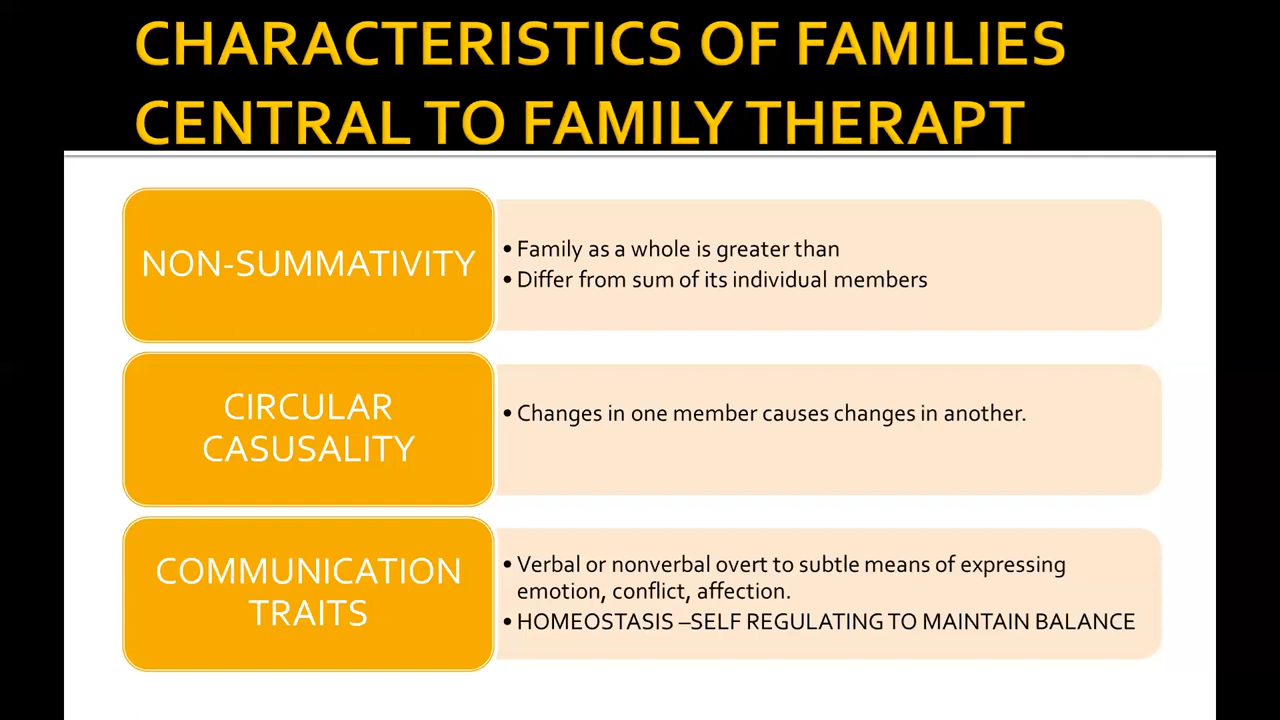 CHARACTERISTICS OF FAMILIES
CENTRAL TO FAMILY THERAPT
NON-SUMMATIVITY
• Family as a whole is greater than
• Differ from sum of its individual members
CIRCULAR
CASUSALITY
• Changes in one member causes changes in another.
COMMUNICATION
TRAITS
• Verbal or nonverbal overt to subtle means of expressing
emotion, conflict, affection.
• HOMEOSTASIS –SELF REGULATING TO MAINTAIN BALANCE